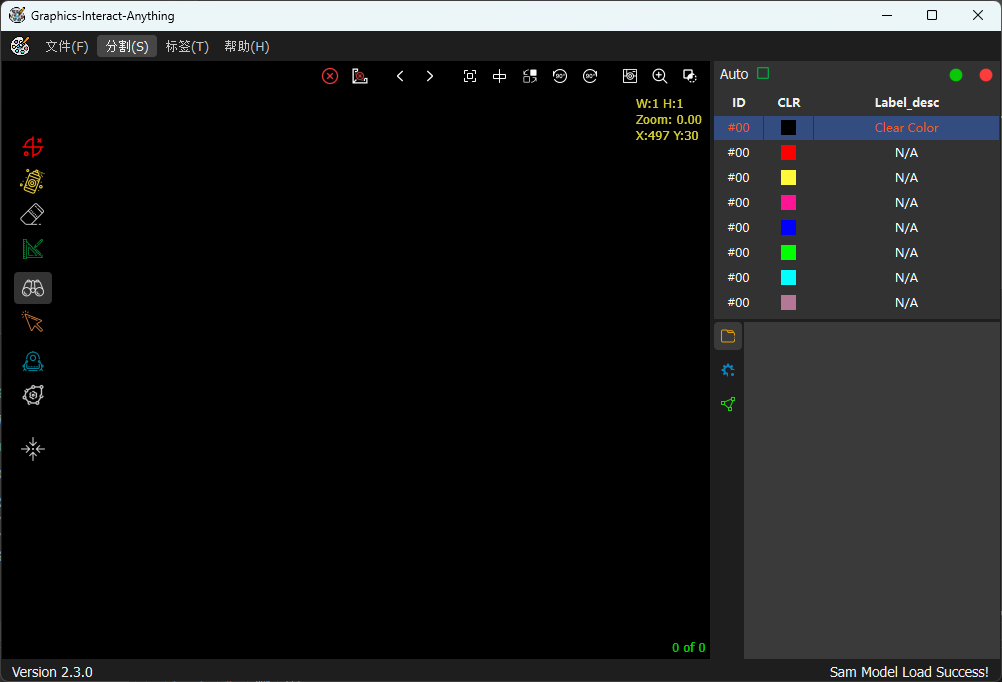 Graphics-Interact-Anything
文件(F) 分割(S) 标签(T) 帮助(H)
W:1 H:1
Zoom: 0.00
X:497 Y:30
Auto
ID CLR Label_desc
#00 Clear Color
#00 N/A
#00 N/A
#00 N/A
#00 N/A
#00 N/A
#00 N/A
#00 N/A
0 of 0
Version 2.3.0
Sam Model Load Success!